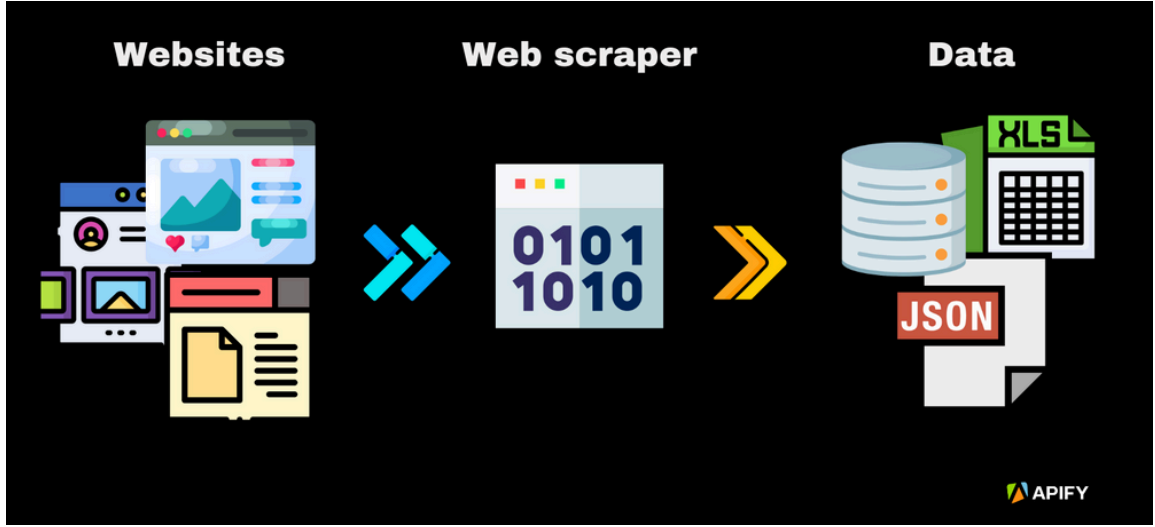 Websites
Web scraper
Data
XLS
0101
1010
JSON
APIFY